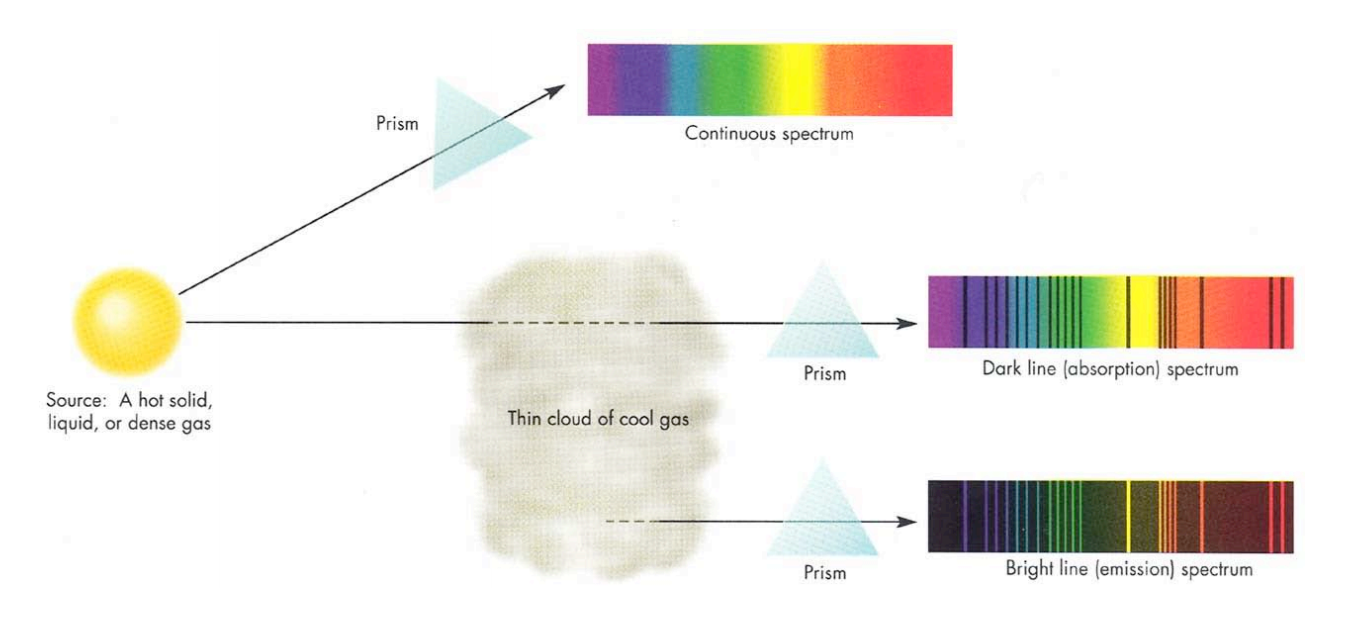 Prism
Continuous spectrum
Source: A hot solid,
liquid, or dense gas
Thin cloud of cool gas
Prism
Dark line (absorption) spectrum
Prism
Bright line (emission) spectrum